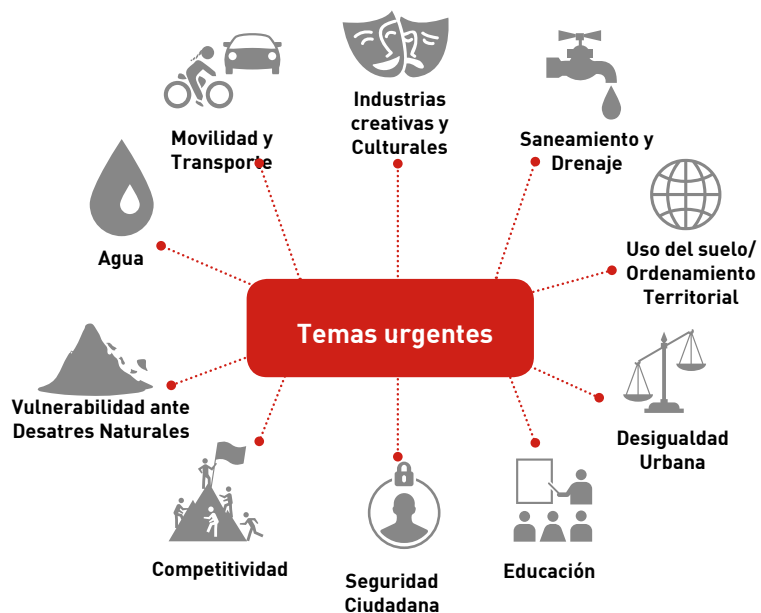 Industrias
creativas y
Culturales
Movilidad y
Transporte
Saneamiento y
Drenaje
Agua
Uso del suelo/
Ordenamiento
Territorial
Temas urgentes
Vulnerabilidad ante
Desatres Naturales
Desigualdad
Urbana
Competitividad
Seguridad
Ciudadana
Educación